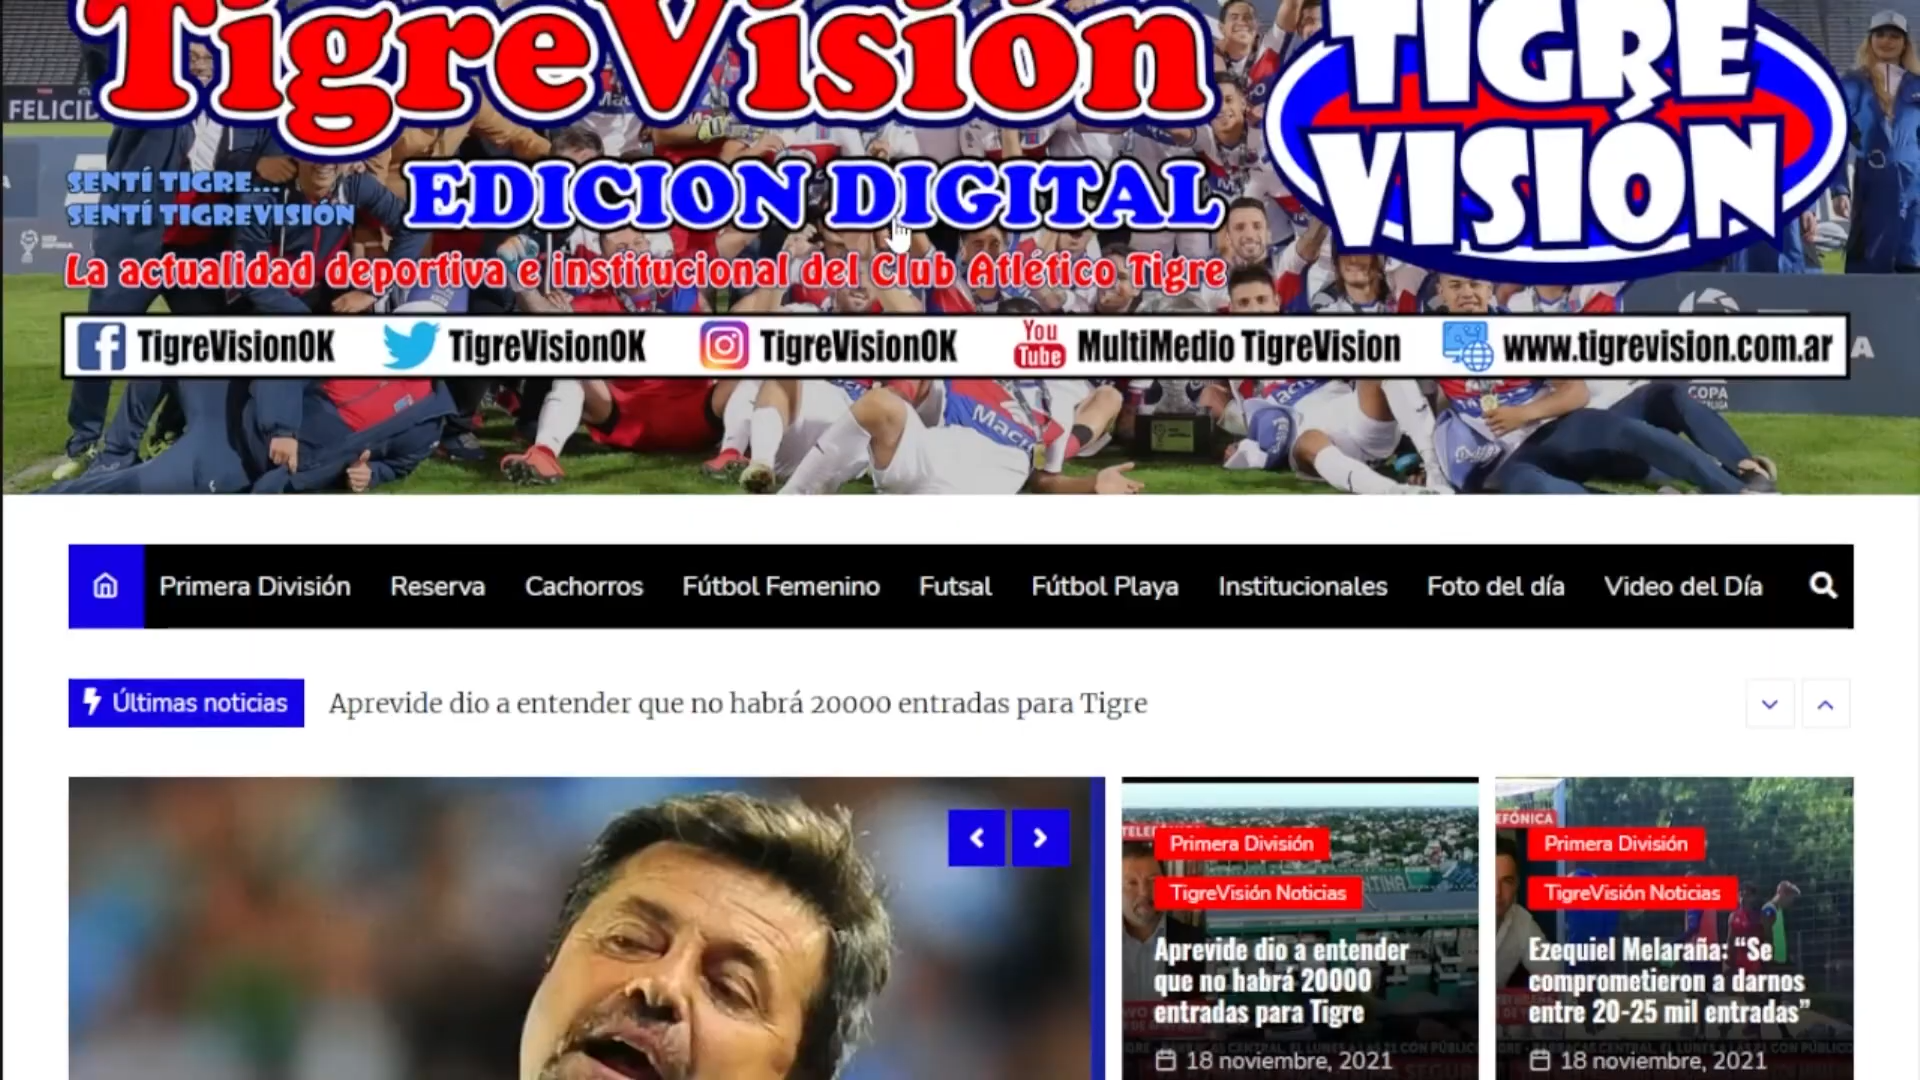 TigreVisión
TIGRE
VISIÓN
FELICID
SENTÍ TIGRE...
SENTÍ TIGREVISIÓN
EDICION DIGITAL
La actualidad deportiva e institucional del Club Atlético Tigre
TigreVisionOK
TigreVisionOK
TigreVisionOK
You
Tube
MultiMedio TigreVision
www.tigrevision.com.ar
COPA
Macro
Primera División
Reserva
Cachorros
Fútbol Femenino
Futsal
Fútbol Playa
Institucionales
Foto del día
Video del Día
Últimas noticias
Aprevide dio a entender que no habrá 20000 entradas para Tigre
Primera División
TigreVisión Noticias
Aprevide dio a entender
que no habrá 20000
entradas para Tigre
18 noviembre, 2021
EFÓNICA
Primera División
TigreVisión Noticias
Ezequiel Melaraña: “Se
comprometieron a darnos
entre 20-25 mil entradas”
18 noviembre, 2021